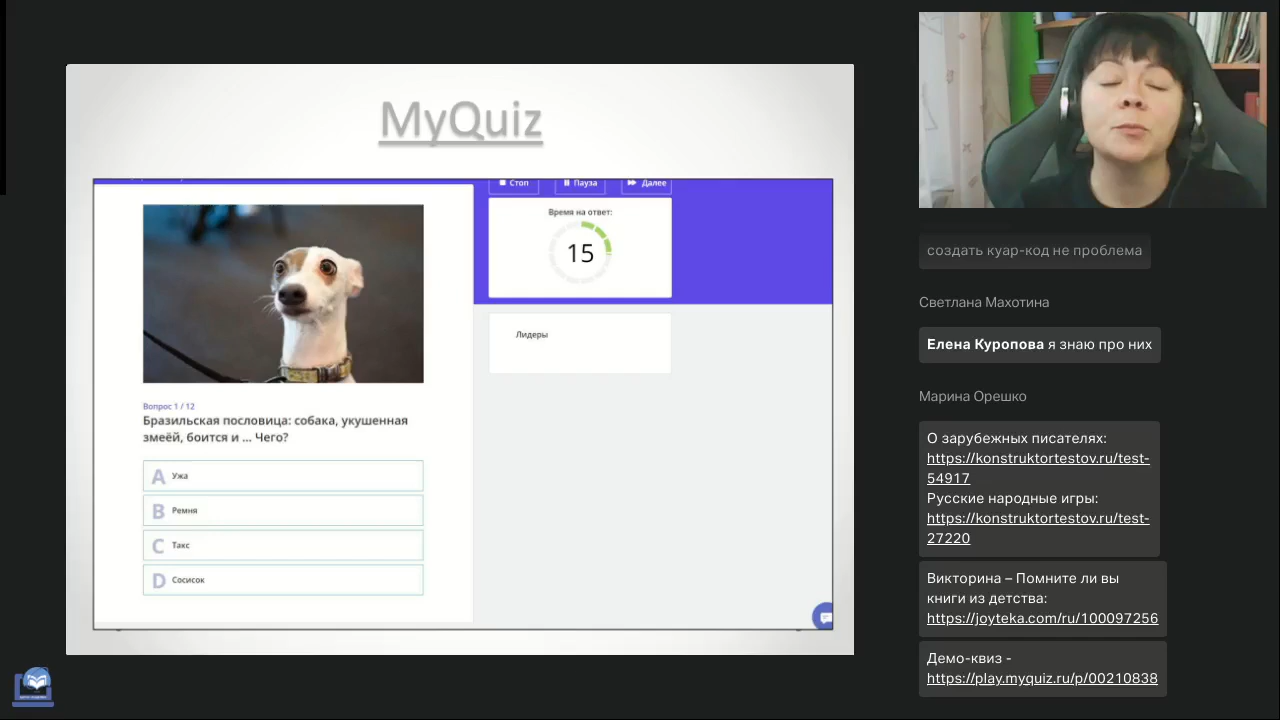 MyQuiz
Стоп
Пауза
Далее
Время на ответ:
15
Лидеры
Вопрос 1 / 12
Бразильская пословица: собака, укушенная
змеёй, боится и ... Чего?
A Ужа
B Ремня
C Такс
D Сосисок
создать куар-код не проблема
Светлана Махотина
Елена Куропова я знаю про них
Марина Орешко
О зарубежных писателях:
https://konstruktortestov.ru/test-
54917
Русские народные игры:
https://konstruktortestov.ru/test-
27220
Викторина – Помните ли вы
книги из детства:
https://joyteka.com/ru/100097256
Демо-квиз -
https://play.myquiz.ru/p/00210838